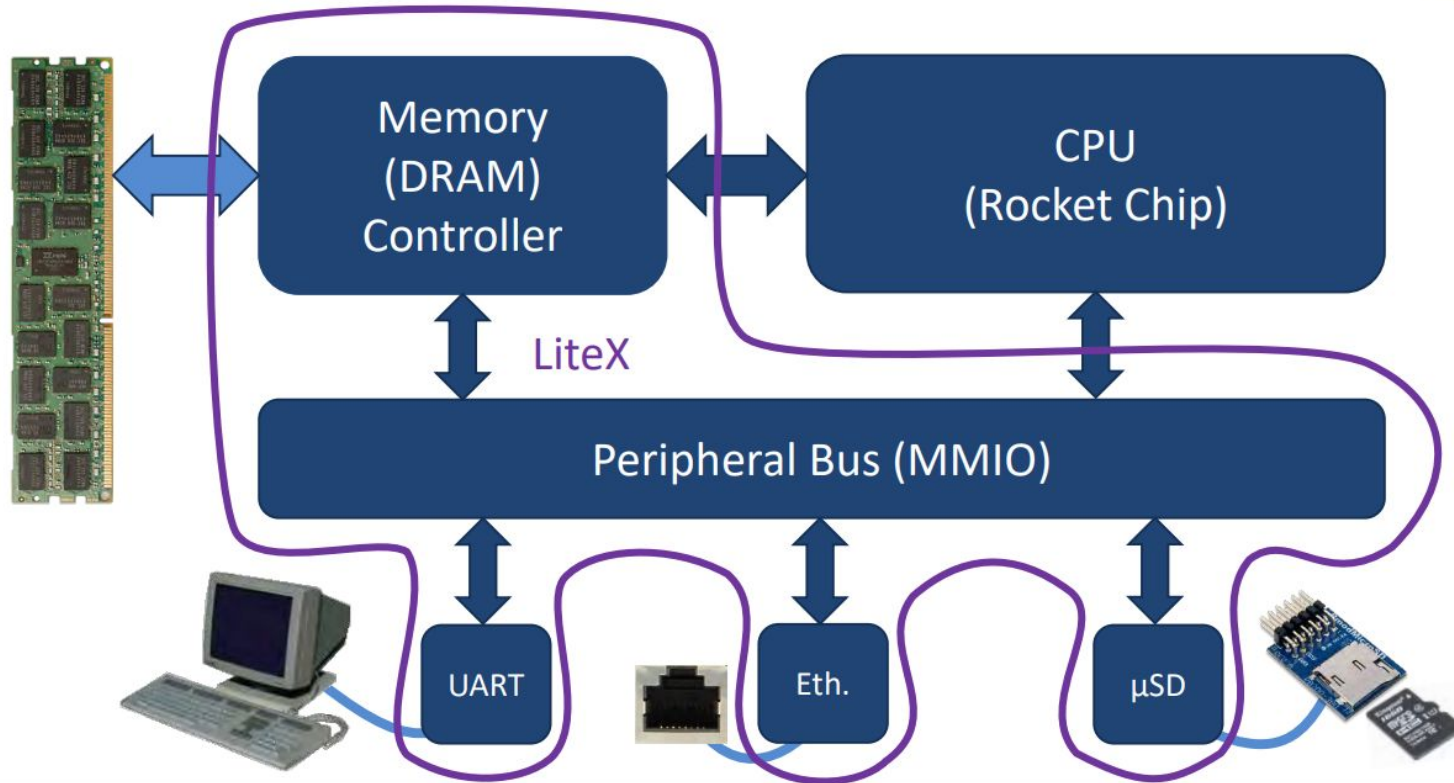 Memory
(DRAM)
Controller
CPU
(Rocket Chip)
LiteX
Peripheral Bus (MMIO)
UART
Eth.
µSD